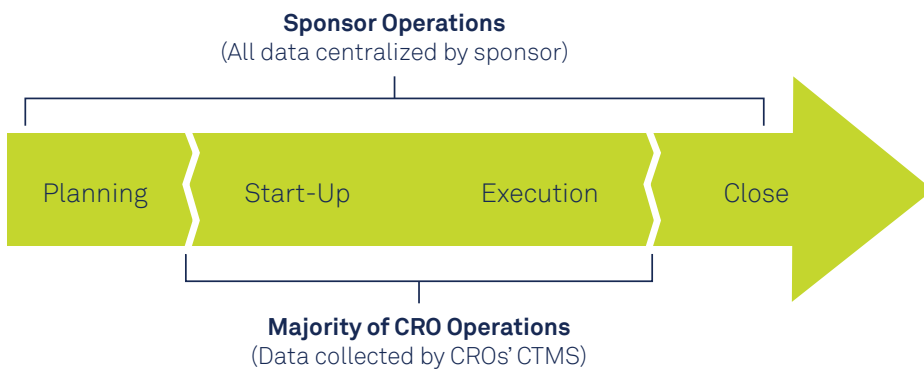 Sponsor Operations
(All data centralized by sponsor)
Planning Start-Up Execution Close
Majority of CRO Operations
(Data collected by CROs' CTMS)